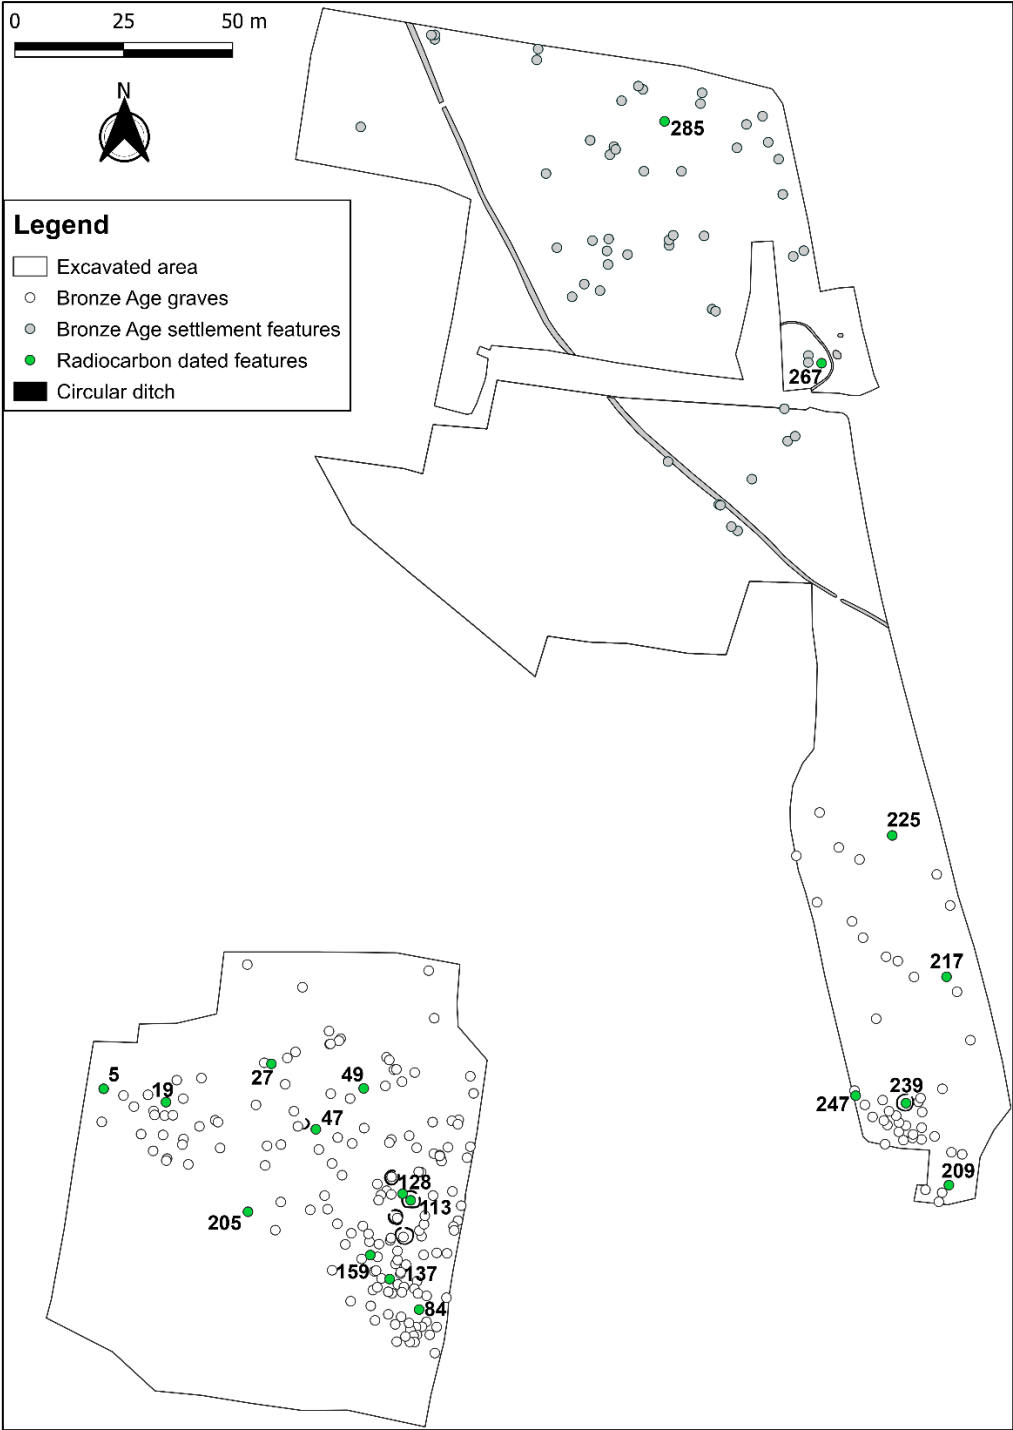 0 25 50 m
N
Legend
Excavated area
Bronze Age graves
Bronze Age settlement features
Radiocarbon dated features
Circular ditch
285
267
225
217
239
247
209
5
19
27
49
47
128
113
205
159
137
84